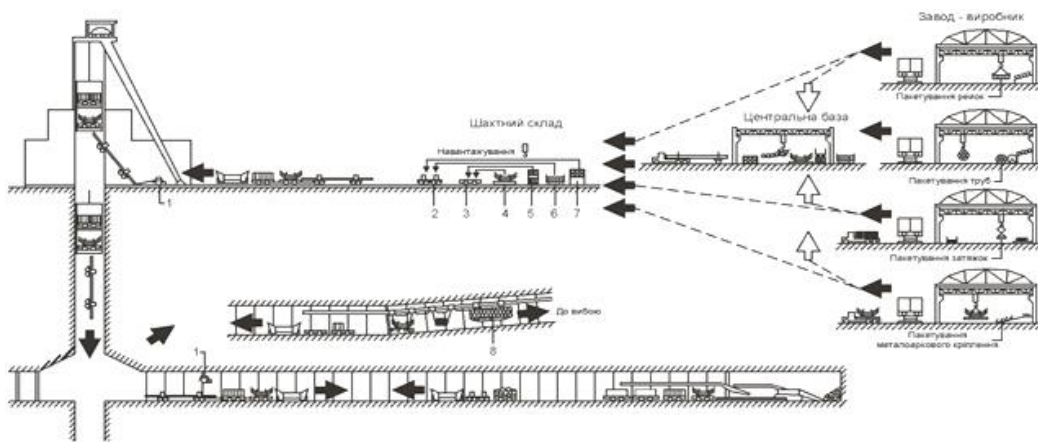 Завод - виробник
Пакетування рейок
Центральна база
Шахтний склад
Навантажування
Пакетування труб
1
2
3
4
5
6
7
Пакетування затяжок
До вибою
8
Пакетування
металоаркового кріплення
1